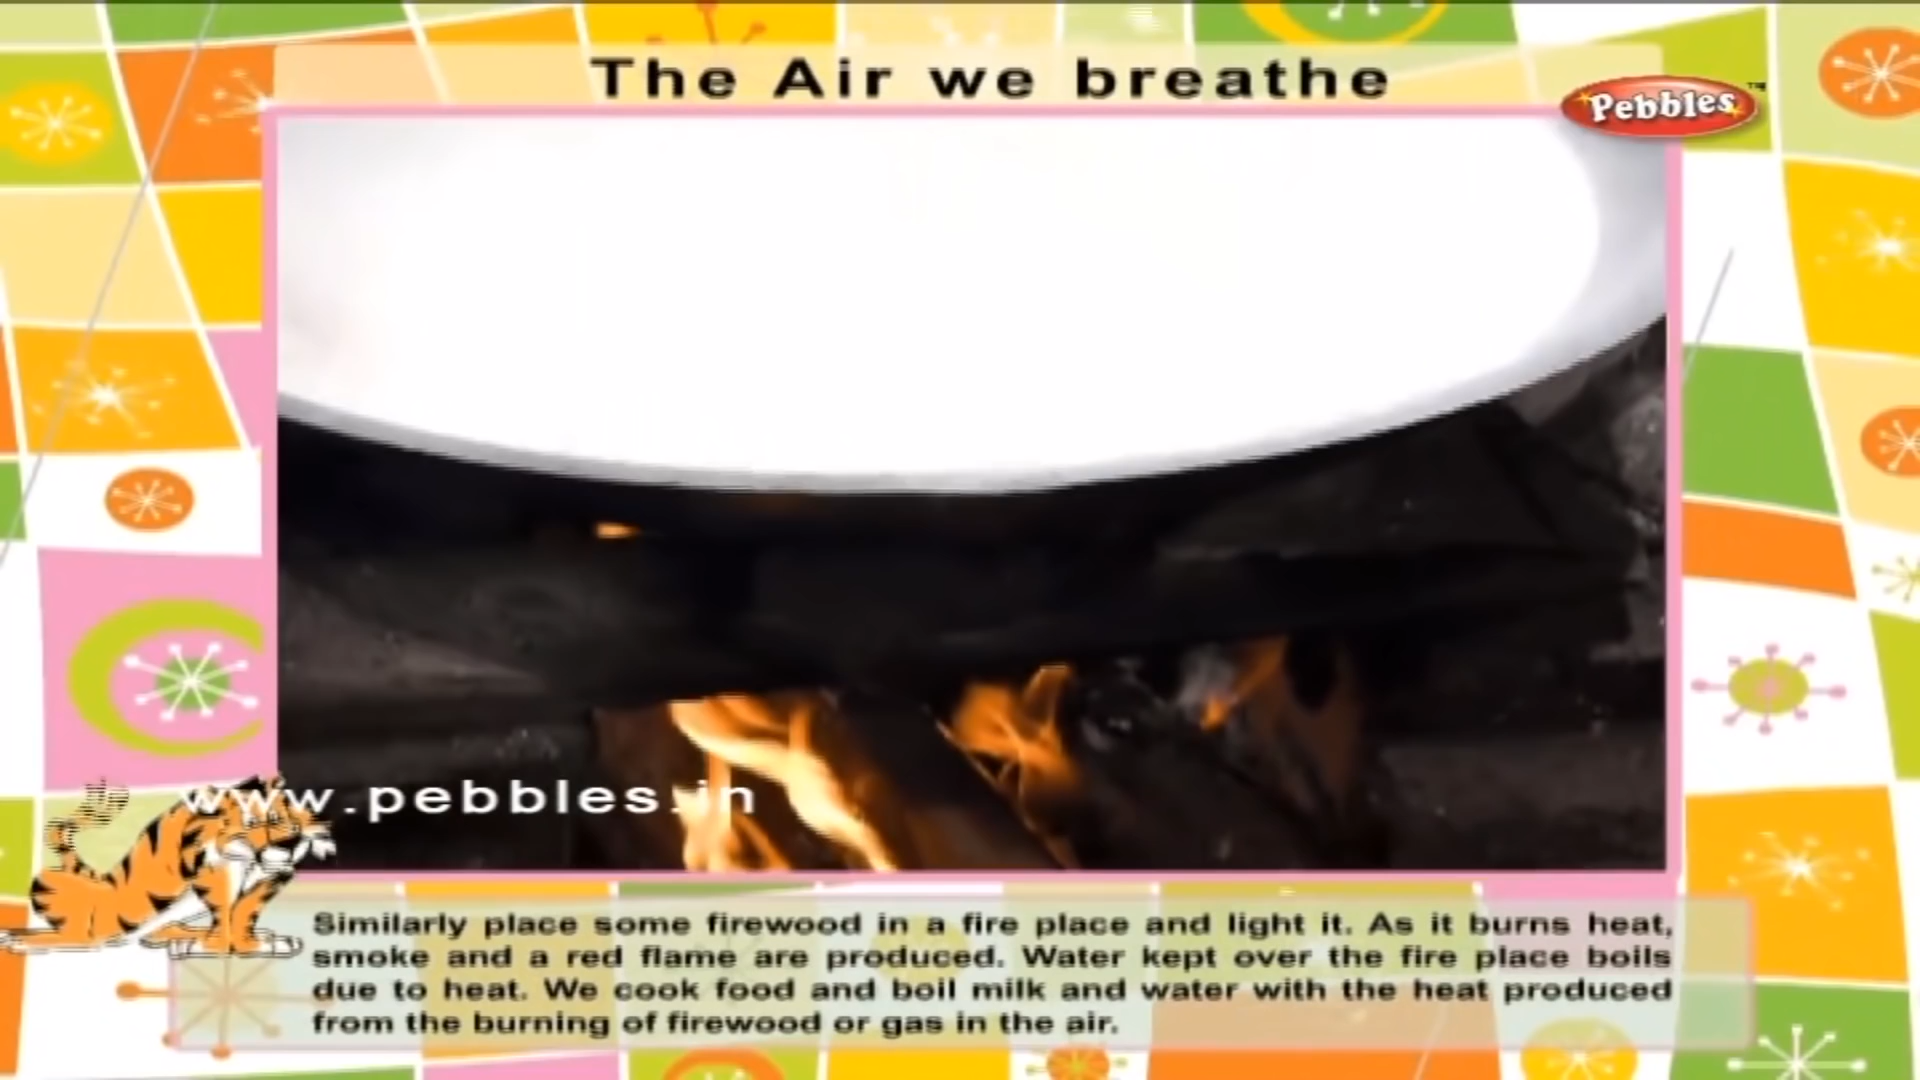 The Air we breathe
Pebbles™
www.pebbles.in
Similarly place some firewood in a fire place and light it. As it burns heat,
smoke and a red flame are produced. Water kept over the fire place boils
due to heat. We cook food and boil milk and water with the heat produced
from the burning of firewood or gas in the air.